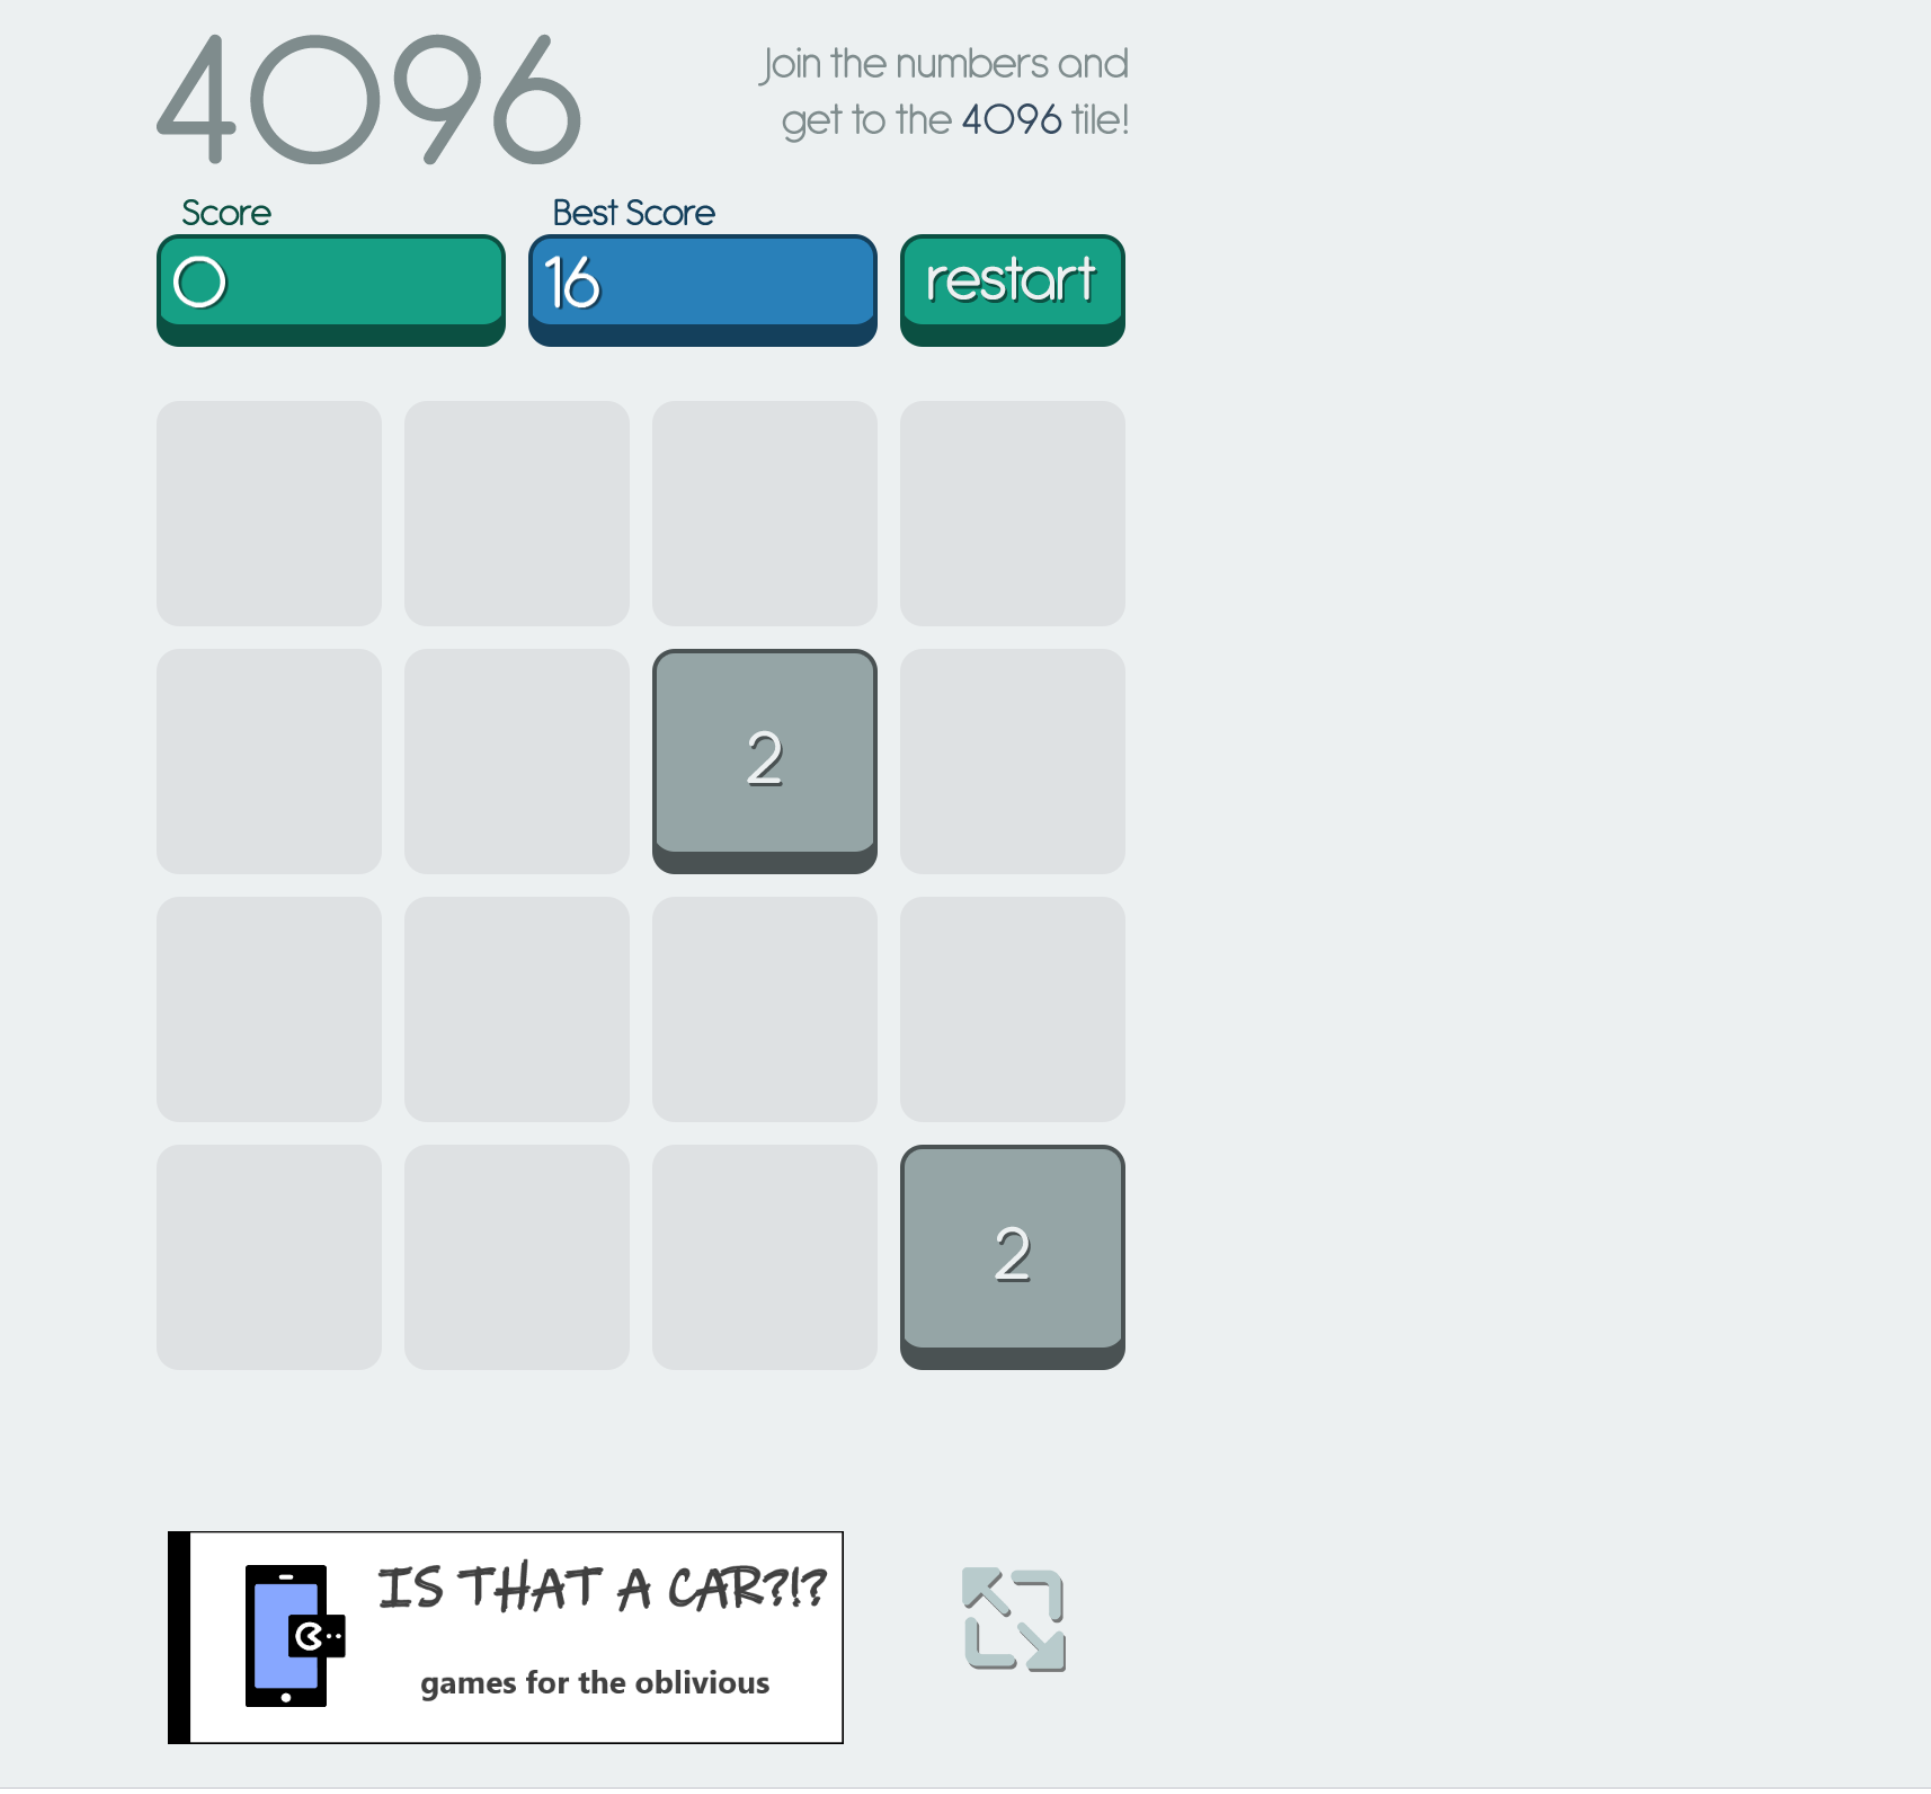 4096
Join the numbers and
get to the 4096 tile!
Score
Best Score
0
16
restart
2
2
IS THAT A CAR?!?
games for the oblivious